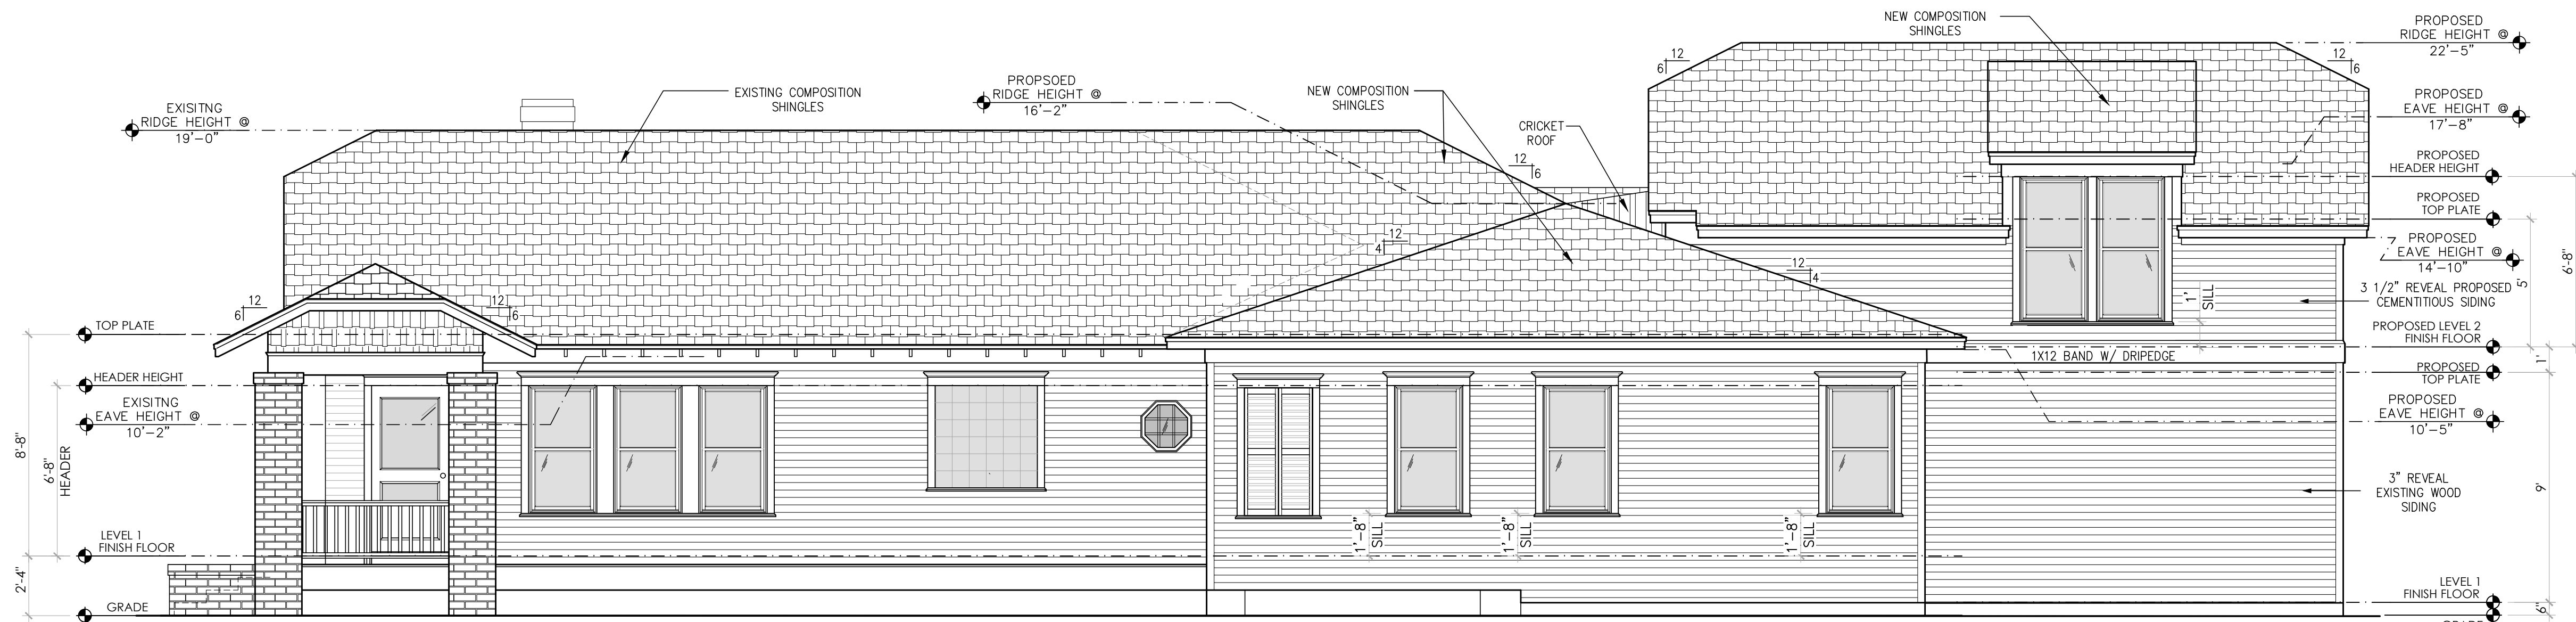 NEW COMPOSITION
SHINGLES
PROPOSED
RIDGE HEIGHT @
22'-5"
12
6
12
6
PROPSOED
RIDGE HEIGHT @
16'-2"
EXISTING COMPOSITION
SHINGLES
NEW COMPOSITION
SHINGLES
PROPOSED
EAVE HEIGHT @
17'-8"
EXISITNG
RIDGE HEIGHT @
19'-0"
CRICKET
ROOF
12
6
PROPOSED
HEADER HEIGHT
PROPOSED
TOP PLATE
12
4
PROPOSED
EAVE HEIGHT @
14'-10"
6'-8"
5'
12
4
3 1/2" REVEAL PROPOSED
CEMENTITIOUS SIDING
1'
SILL
12
6
12
6
TOP PLATE
PROPOSED LEVEL 2
FINISH FLOOR
1X12 BAND W/ DRIPEDGE
1'
PROPOSED
TOP PLATE
HEADER HEIGHT
EXISITNG
EAVE HEIGHT @
10'-2"
PROPOSED
EAVE HEIGHT @
10'-5"
8'-8"
6'-8"
HEADER
3" REVEAL
EXISTING WOOD
SIDING
9'
1'-8"
SILL
1'-8"
SILL
1'-8"
SILL
LEVEL 1
FINISH FLOOR
2'-4"
GRADE
LEVEL 1
FINISH FLOOR
6"